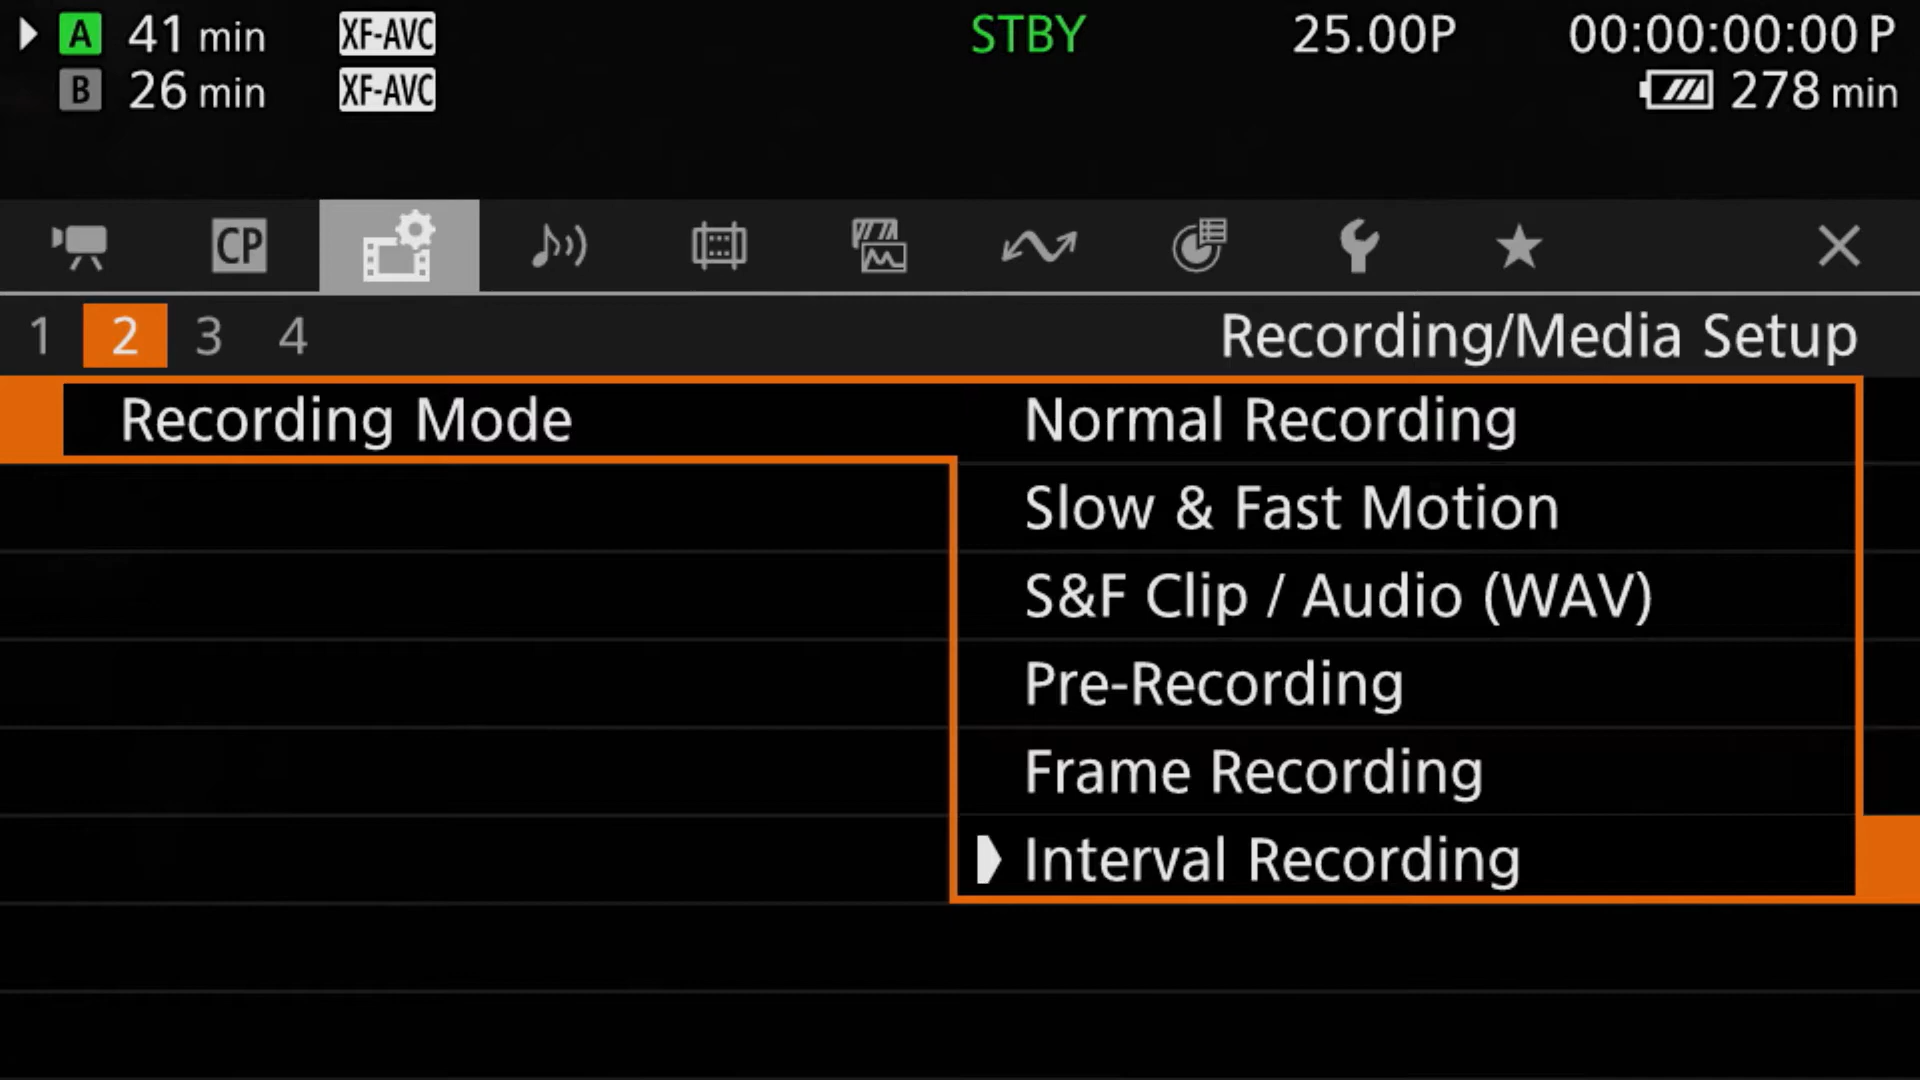 A 41 min XF-AVC STBY 25.00P 00:00:00:00 P
B 26 min XF-AVC 278 min
CP
1 2 3 4 Recording/Media Setup
Recording Mode Normal Recording
Slow & Fast Motion
S&F Clip / Audio (WAV)
Pre-Recording
Frame Recording
Interval Recording